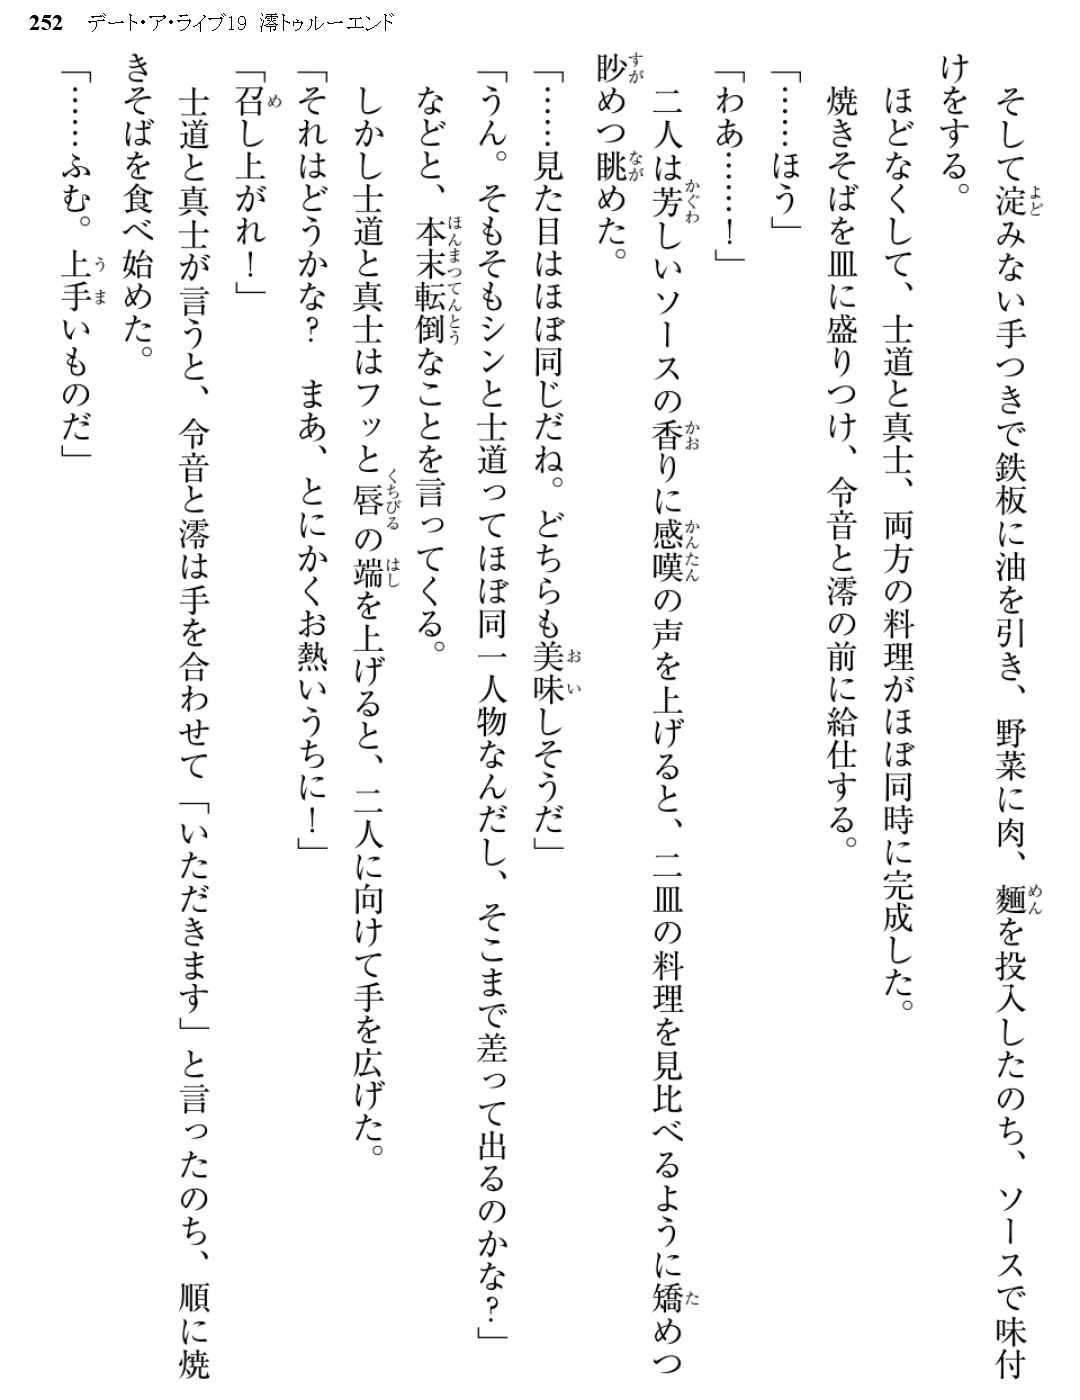 252 デート・ア・ライブ19 澪トゥルーエンド
そして淀みない手つきで鉄板に油を引き、野菜に肉、麵を投入したのち、ソースで味付
けをする。
ほどなくして、士道と真士、両方の料理がほぼ同時に完成した。
焼きそばを皿に盛りつけ、令音と澪の前に給仕する。
「……ほう」
「わあ……！」
二人は芳しいソースの香りに感嘆の声を上げると、二皿の料理を見比べるように矯めつ
眇めつ眺めた。
「……見た目はほぼ同じだね。どちらも美味しそうだ」
「うん。そもそもシンと士道ってほぼ同一人物なんだし、そこまで差って出るのかな？」
などと、本末転倒なことを言ってくる。
しかし士道と真士はフッと唇の端を上げると、二人に向けて手を広げた。
「それはどうかな？　まあ、とにかくお熱いうちに！」
「召し上がれ！」
士道と真士が言うと、令音と澪は手を合わせて「いただきます」と言ったのち、順に焼
きそばを食べ始めた。
「……ふむ。上手いものだ」